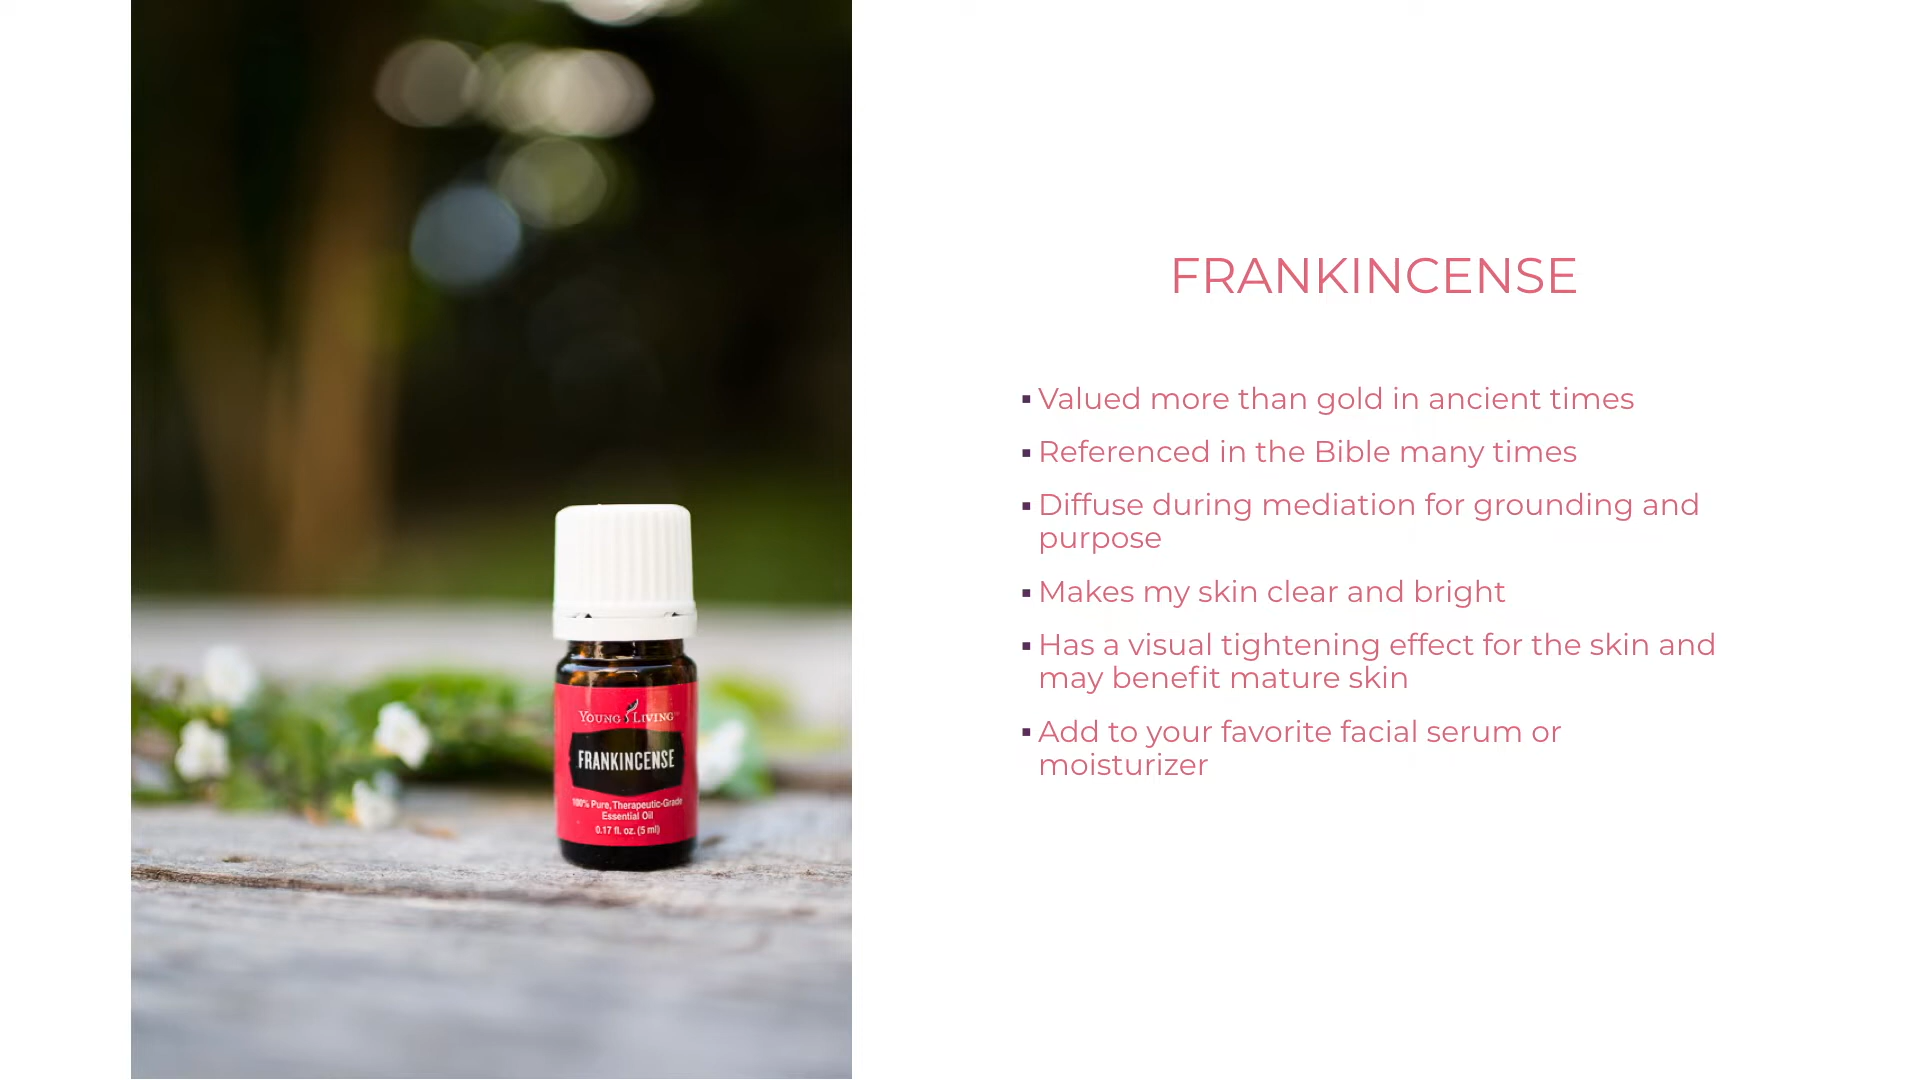 FRANKINCENSE
▪ Valued more than gold in ancient times
▪ Referenced in the Bible many times
▪ Diffuse during mediation for grounding and
purpose
▪ Makes my skin clear and bright
▪ Has a visual tightening effect for the skin and
may benefit mature skin
▪ Add to your favorite facial serum or
moisturizer
YOUNG LIVING™
FRANKINCENSE
100% Pure, Therapeutic-Grade
Essential Oil
0.17 fl. oz. (5 ml)